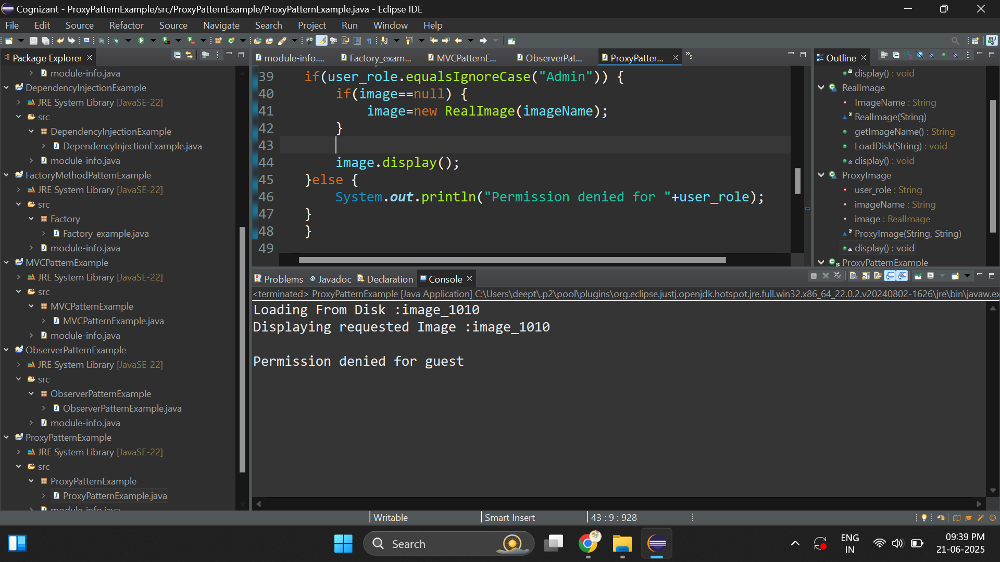 Cognizant - ProxyPatternExample/src/ProxyPatternExample/ProxyPatternExample.java - Eclipse IDE
File Edit Source Refactor Source Navigate Search Project Run Window Help
Package Explorer
module-info.java
DependencyInjectionExample
JRE System Library [JavaSE-22]
src
DependencyInjectionExample
DependencyInjectionExample.java
module-info.java
FactoryMethodPatternExample
JRE System Library [JavaSE-22]
src
Factory
Factory_example.java
module-info.java
MVCPatternExample
JRE System Library [JavaSE-22]
src
MVCPatternExample
MVCPatternExample.java
module-info.java
ObserverPatternExample
JRE System Library [JavaSE-22]
src
ObserverPatternExample
ObserverPatternExample.java
module-info.java
ProxyPatternExample
JRE System Library [JavaSE-22]
src
ProxyPatternExample
ProxyPatternExample.java
module-info.java
module-info.... Factory_exam... MVCPatternE... ObserverPat... ProxyPatter... »5
39 if(user_role.equalsIgnoreCase("Admin")) {
40 if(image==null) {
41 image=new RealImage(imageName);
42 }
43
44 image.display();
45 }else {
46 System.out.println("Permission denied for "+user_role);
47 }
48 }
49
Outline
display() : void
RealImage
ImageName : String
RealImage(String)
getImageName() : String
LoadDisk(String) : void
display() : void
ProxyImage
user_role : String
imageName : String
image : RealImage
ProxyImage(String, String)
display() : void
ProxyPatternExample
Problems Javadoc Declaration Console
<terminated> ProxyPatternExample [Java Application] C:\Users\deept\.p2\pool\plugins\org.eclipse.justj.openjdk.hotspot.jre.full.win32.x86_64_22.0.2.v20240802-1626\jre\bin\javaw.ex
Loading From Disk :image_1010
Displaying requested Image :image_1010
Permission denied for guest
Writable Smart Insert 43 : 9 : 928
Search
ENG
IN
09:39 PM
21-06-2025